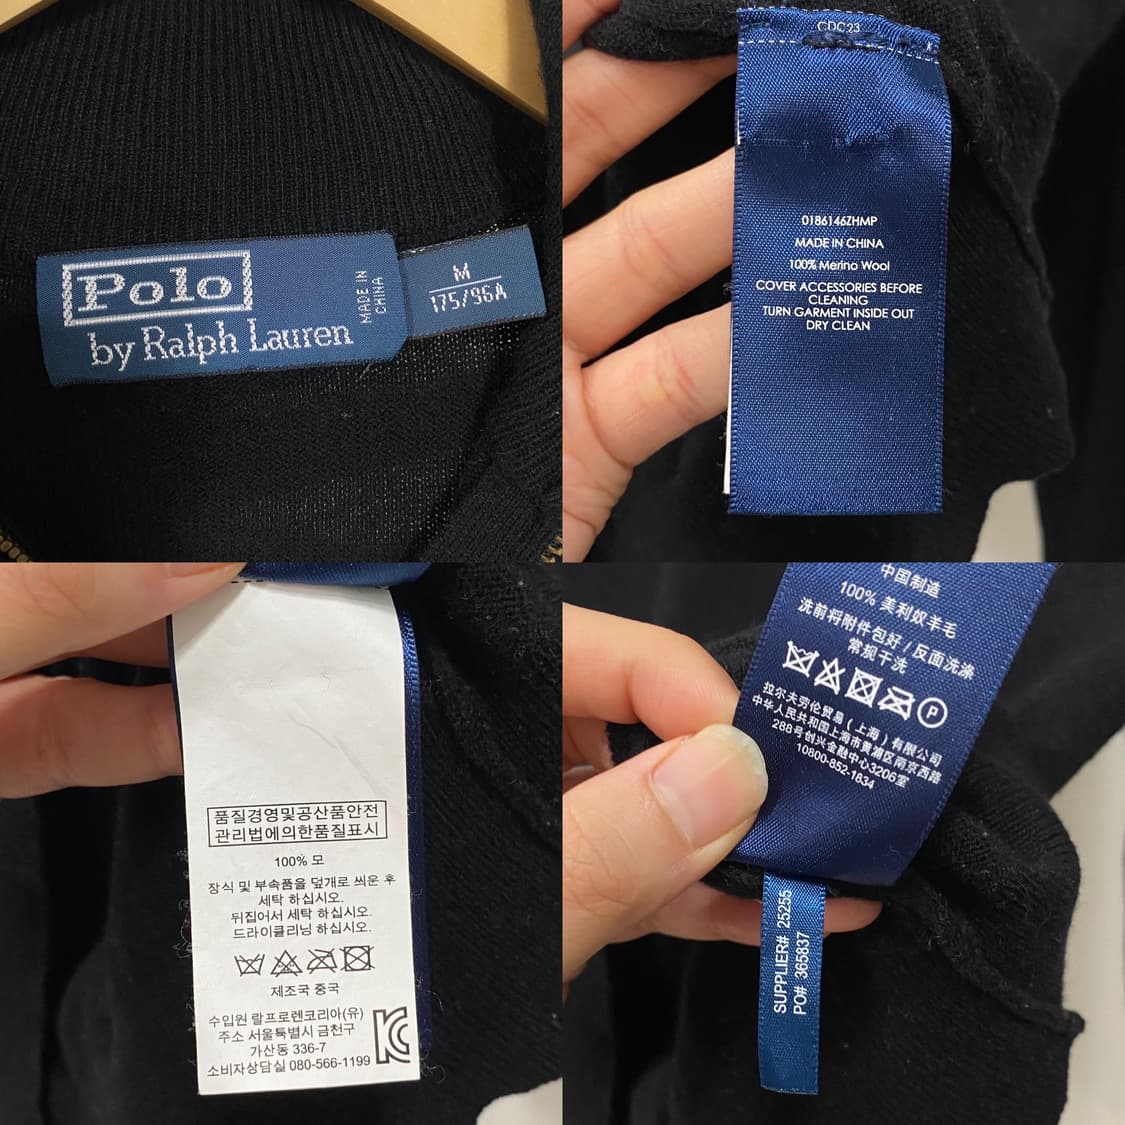 Polo
by Ralph Lauren
MADE IN
CHINA
M
175/96A
CDC23
0186146ZHMP
MADE IN CHINA
100% Merino Wool
COVER ACCESSORIES BEFORE
CLEANING
TURN GARMENT INSIDE OUT
DRY CLEAN
품질경영및공산품안전
관리법에의한품질표시
100% 모
장식 및 부속품을 덮개로 씌운 후
세탁 하십시오.
뒤집어서 세탁 하십시오.
드라이클리닝 하십시오.
제조국 중국
수입원 랄프로렌코리아(유)
주소 서울특별시 금천구
가산동 336-7
소비자상담실 080-566-1199
中国制造
100% 美利奴羊毛
洗前将附件包好/反面洗涤
常规干洗
P
拉尔夫劳伦贸易(上海)有限公司
中华人民共和国上海市黄浦区南京西路
288号创兴金融中心3206室
10800-852-1834
SUPPLIER# 25255
PO# 365837